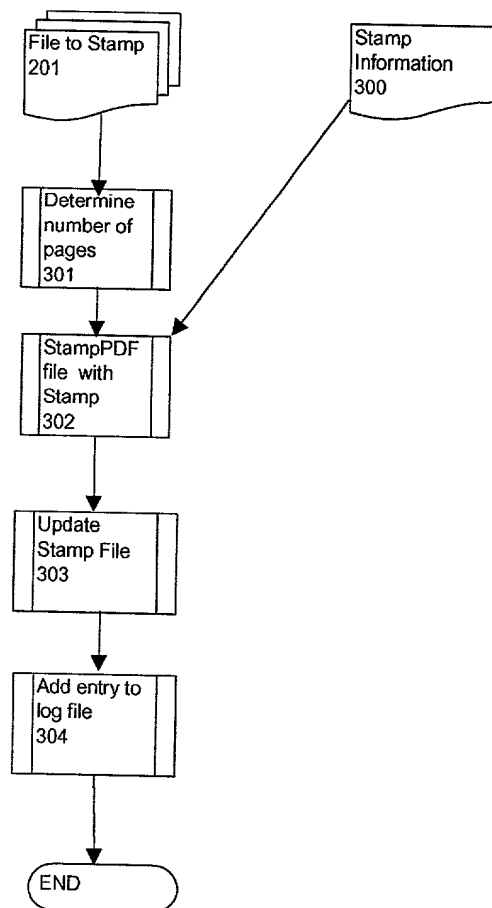 File to Stamp
201
Stamp
Information
300
Determine
number of
pages
301
StampPDF
file with
Stamp
302
Update
Stamp File
303
Add entry to
log file
304
END